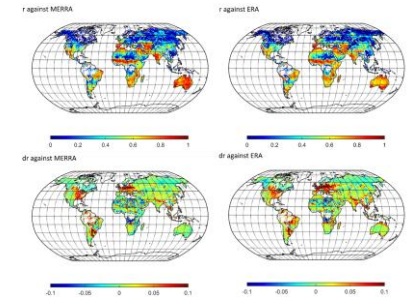 r against MERRA
r against ERA
0 0.2 0.4 0.6 0.8 1
0 0.2 0.4 0.6 0.8 1
dr against MERRA
dr against ERA
-0.1 -0.05 0 0.05 0.1
-0.1 -0.05 0 0.05 0.1